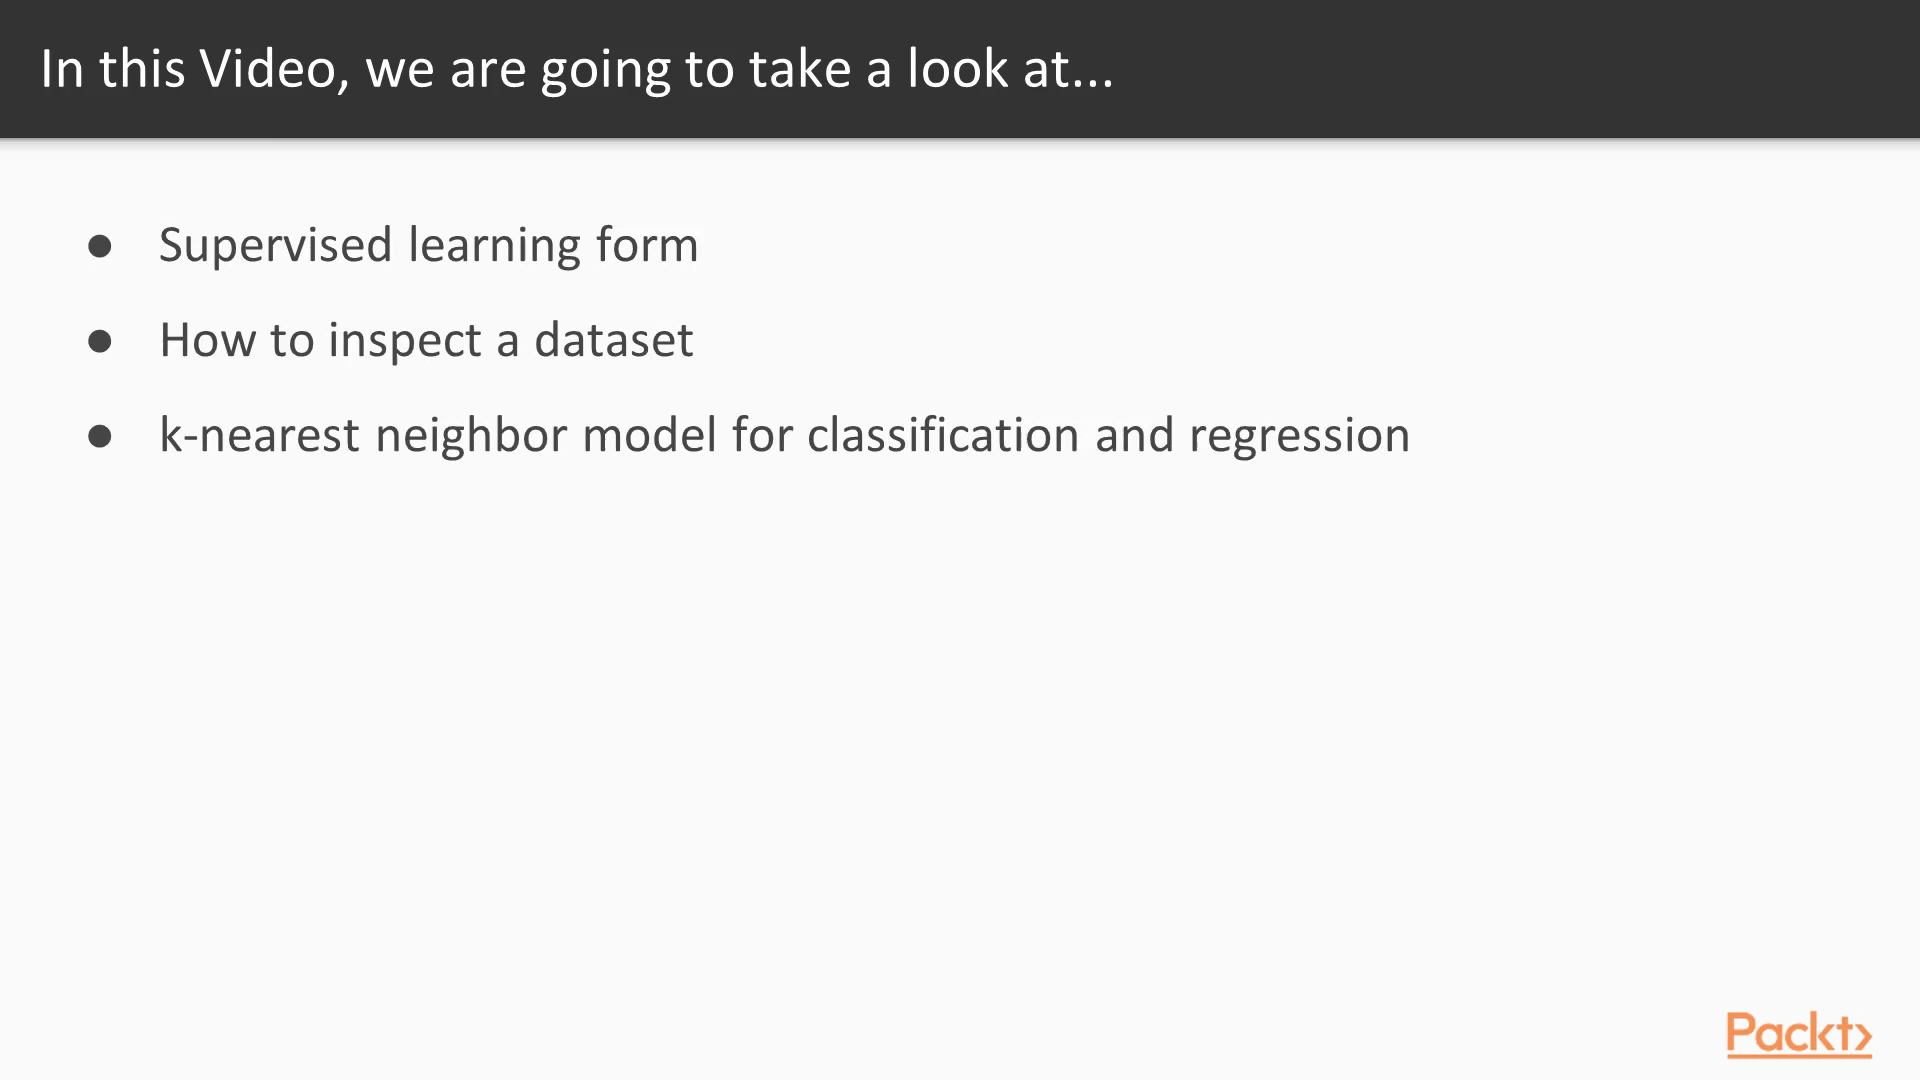 In this Video, we are going to take a look at...
● Supervised learning form
● How to inspect a dataset
● k-nearest neighbor model for classification and regression
Packt>